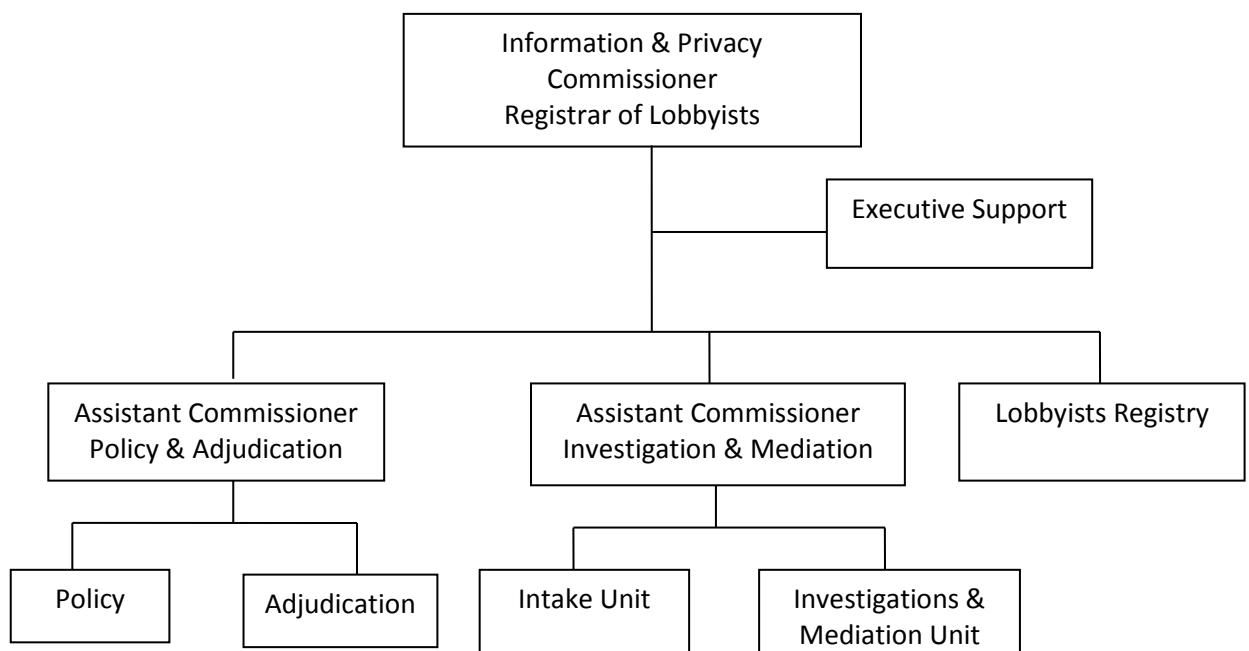 Information & Privacy
Commissioner
Registrar of Lobbyists
Executive Support
Assistant Commissioner
Policy & Adjudication
Assistant Commissioner
Investigation & Mediation
Lobbyists Registry
Policy
Adjudication
Intake Unit
Investigations &
Mediation Unit